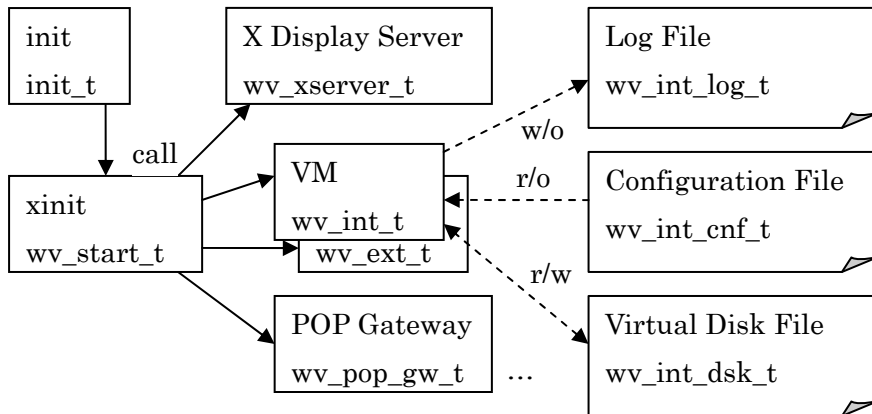 init
init_t
X Display Server
wv_xserver_t
Log File
wv_int_log_t
w/o
call
xinit
wv_start_t
VM
wv_int_t
wv_ext_t
r/o
Configuration File
wv_int_cnf_t
r/w
POP Gateway
wv_pop_gw_t
...
Virtual Disk File
wv_int_dsk_t